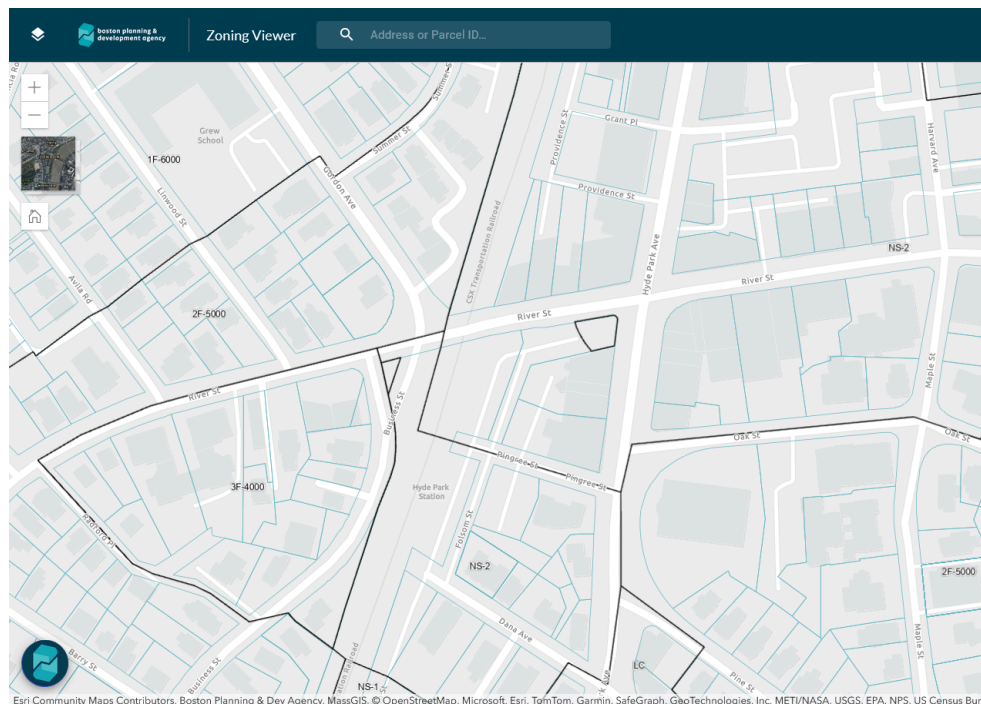 boston planning &
development agency
Zoning Viewer
Address or Parcel ID...
Summer St
Grew
School
1F-6000
Summer St
Gordon Ave
Linwood St
Providence St
Grant Pl
Harvard Ave
Providence St
CSX Transportation Railroad
Hyde Park Ave
NS-2
Avila Rd
River St
2F-5000
River St
River St
Business St
Maple St
Oak St
Oak St
Pingree St
Pingree St
3F-4000
Hyde Park
Station
Radford Pl
Folsom St
NS-2
2F-5000
Dana Ave
Maple St
Barry St
Business St
LC
Pine St
NS-1
Esri Community Maps Contributors, Boston Planning & Dev Agency, MassGIS, © OpenStreetMap, Microsoft, Esri, TomTom, Garmin, SafeGraph, GeoTechnologies, Inc, METI/NASA, USGS, EPA, NPS, US Census Bur